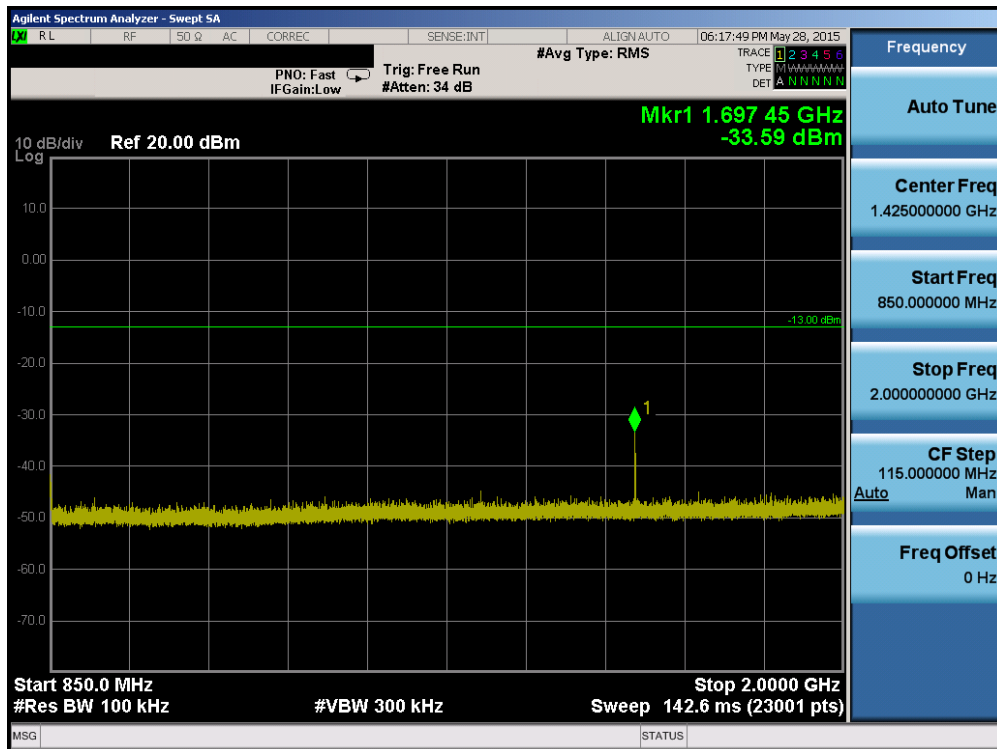 Agilent Spectrum Analyzer - Swept SA
LXI RL RF 50 Ω AC CORREC SENSE:INT ALIGN AUTO 06:17:49 PM May 28, 2015
#Avg Type: RMS
TRACE 1 2 3 4 5 6
TYPE M W W W W W
DET A N N N N N
PNO: Fast Trig: Free Run
IFGain:Low #Atten: 34 dB
Mkr1 1.697 45 GHz
-33.59 dBm
10 dB/div Ref 20.00 dBm
Log
10.0
0.00
-10.0
-13.00 dBm
-20.0
-30.0
1
-40.0
-50.0
-60.0
-70.0
Start 850.0 MHz Stop 2.0000 GHz
#Res BW 100 kHz #VBW 300 kHz Sweep 142.6 ms (23001 pts)
MSG STATUS
Frequency
Auto Tune
Center Freq
1.425000000 GHz
Start Freq
850.000000 MHz
Stop Freq
2.000000000 GHz
CF Step
115.000000 MHz
Auto Man
Freq Offset
0 Hz